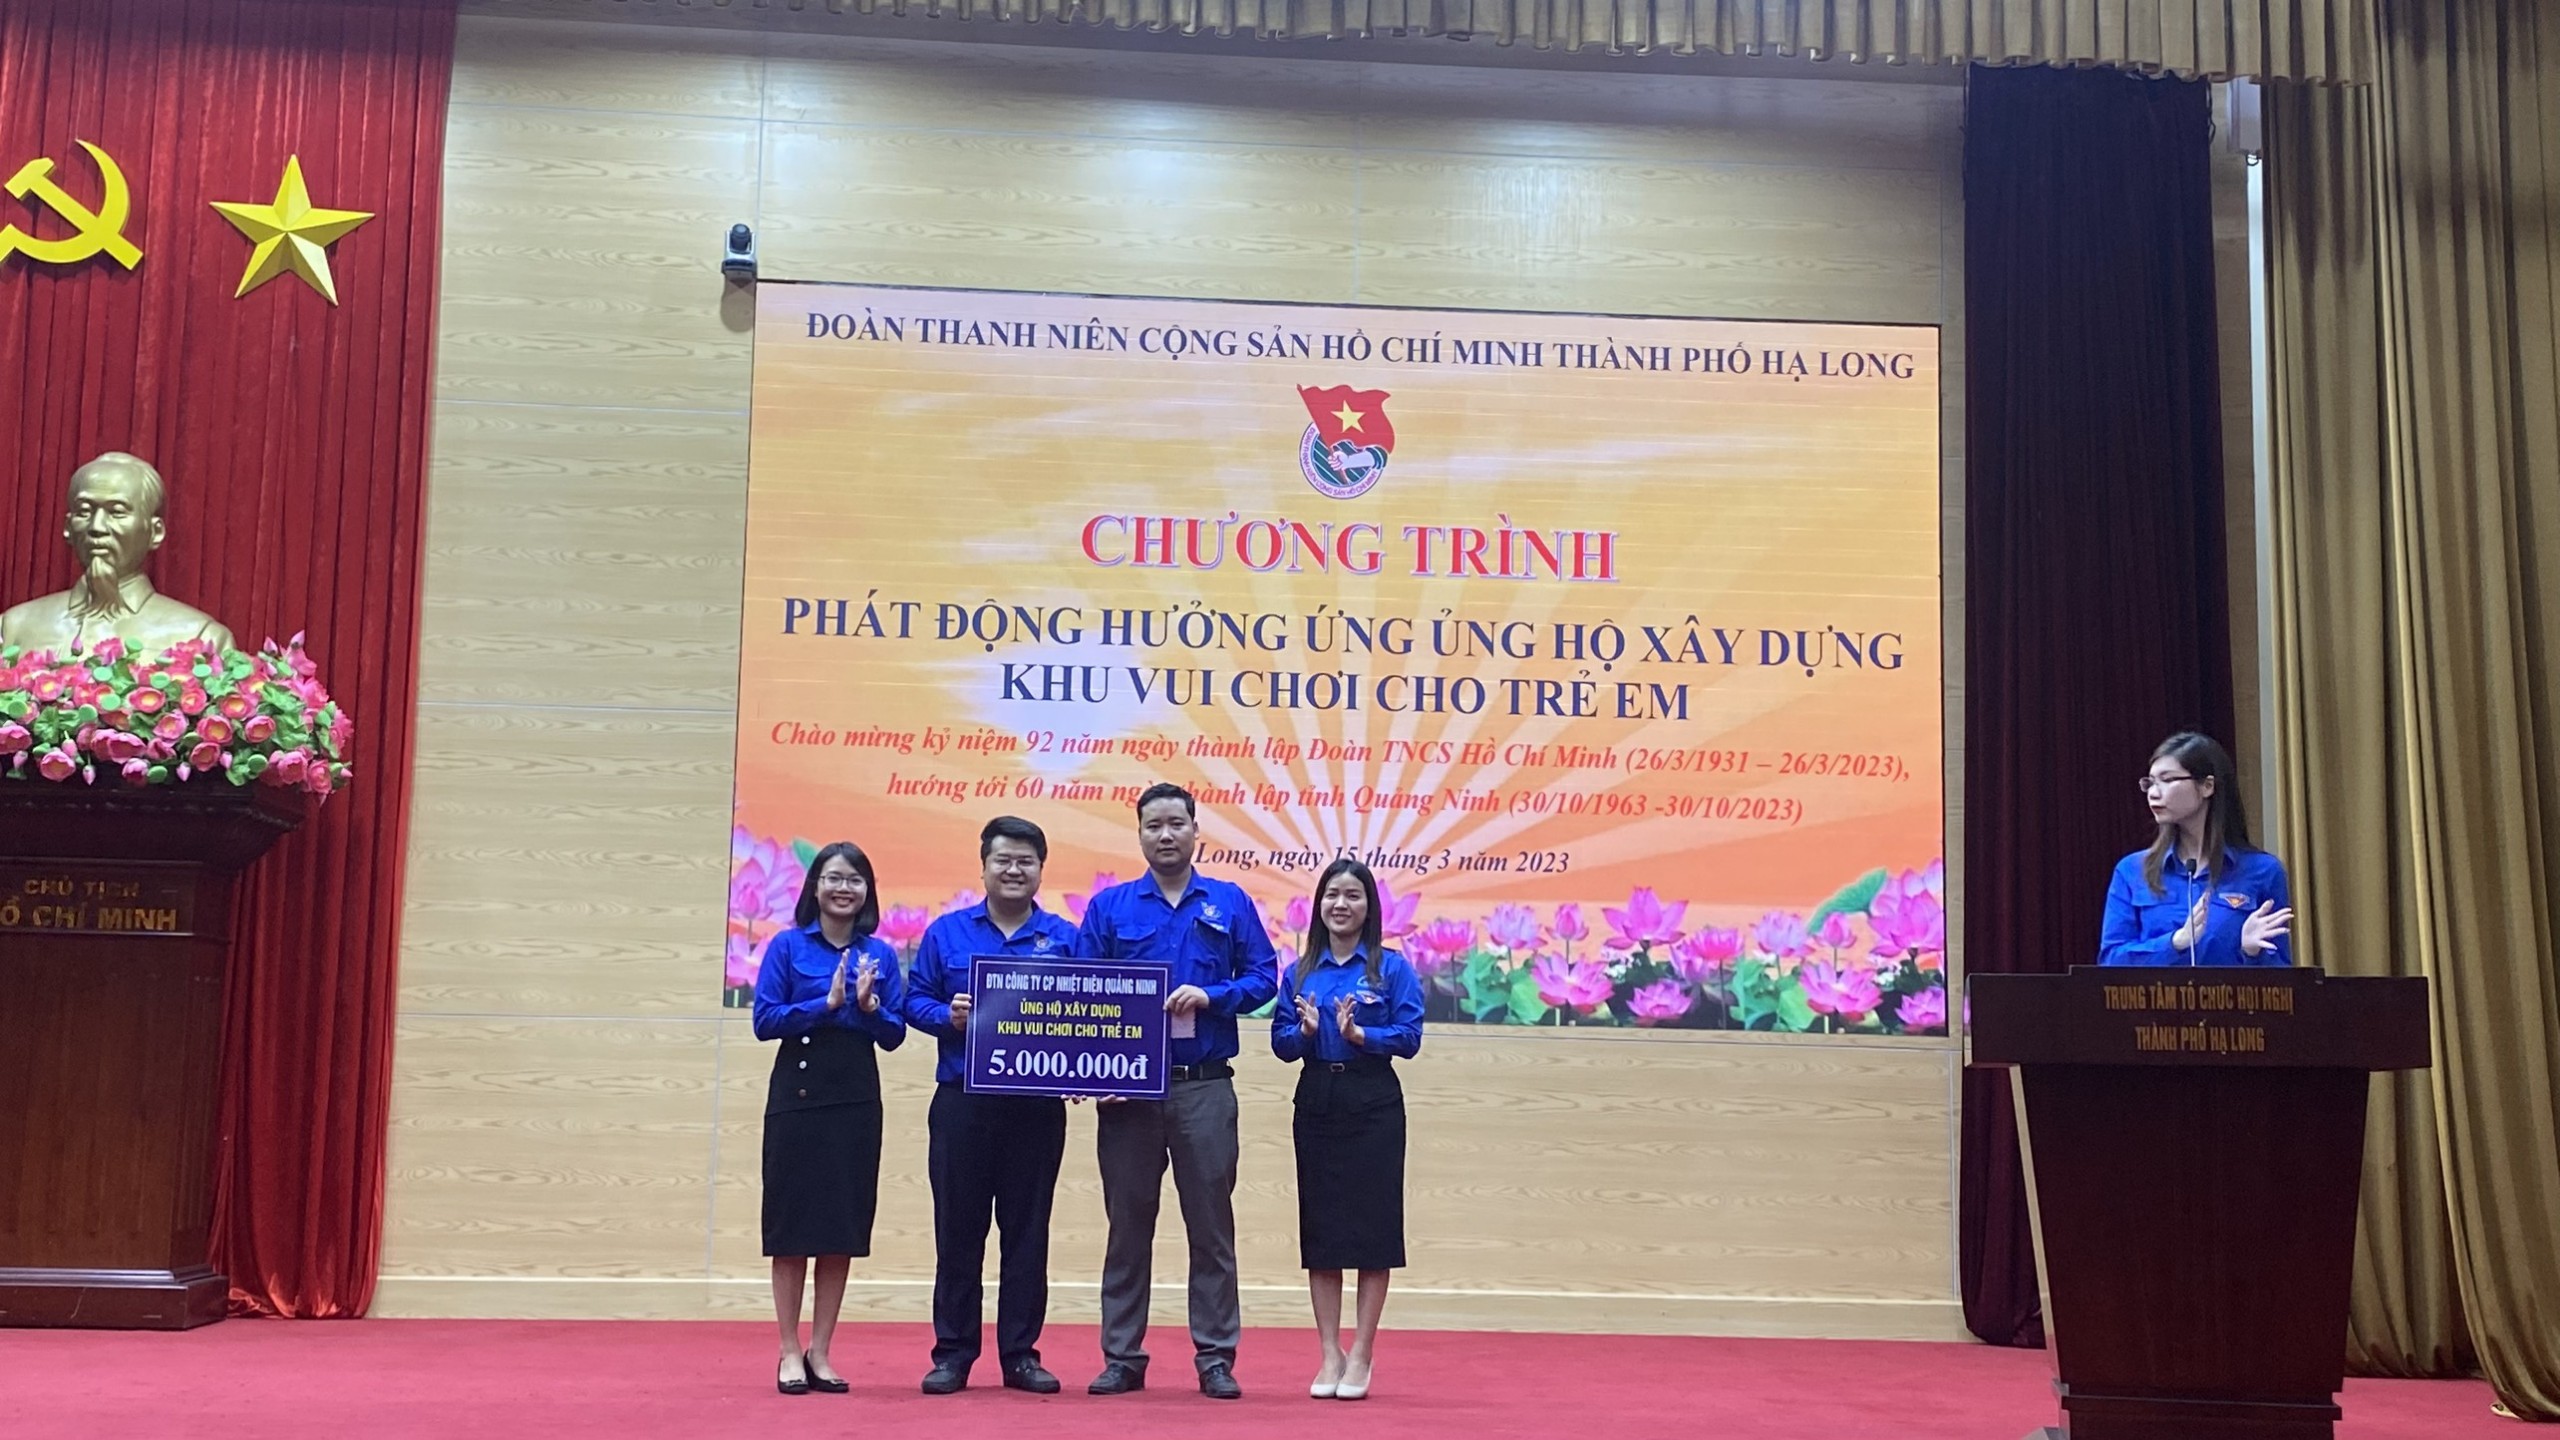 ĐOÀN THANH NIÊN CỘNG SẢN HỒ CHÍ MINH THÀNH PHỐ HẠ LONG
CHƯƠNG TRÌNH
PHÁT ĐỘNG HƯỞNG ỨNG ỦNG HỘ XÂY DỰNG
KHU VUI CHƠI CHO TRẺ EM
Chào mừng kỷ niệm 92 năm ngày thành lập Đoàn TNCS Hồ Chí Minh (26/3/1931 – 26/3/2023),
hướng tới 60 năm ngày thành lập tỉnh Quảng Ninh (30/10/1963 -30/10/2023)
Long, ngày 15 tháng 3 năm 2023
CHỦ TỊCH
HỒ CHÍ MINH
ĐTN CÔNG TY CP NHIỆT ĐIỆN QUẢNG NINH
ỦNG HỘ XÂY DỰNG
KHU VUI CHƠI CHO TRẺ EM
5.000.000đ
TRUNG TÂM TỔ CHỨC HỘI NGHỊ
THÀNH PHỐ HẠ LONG